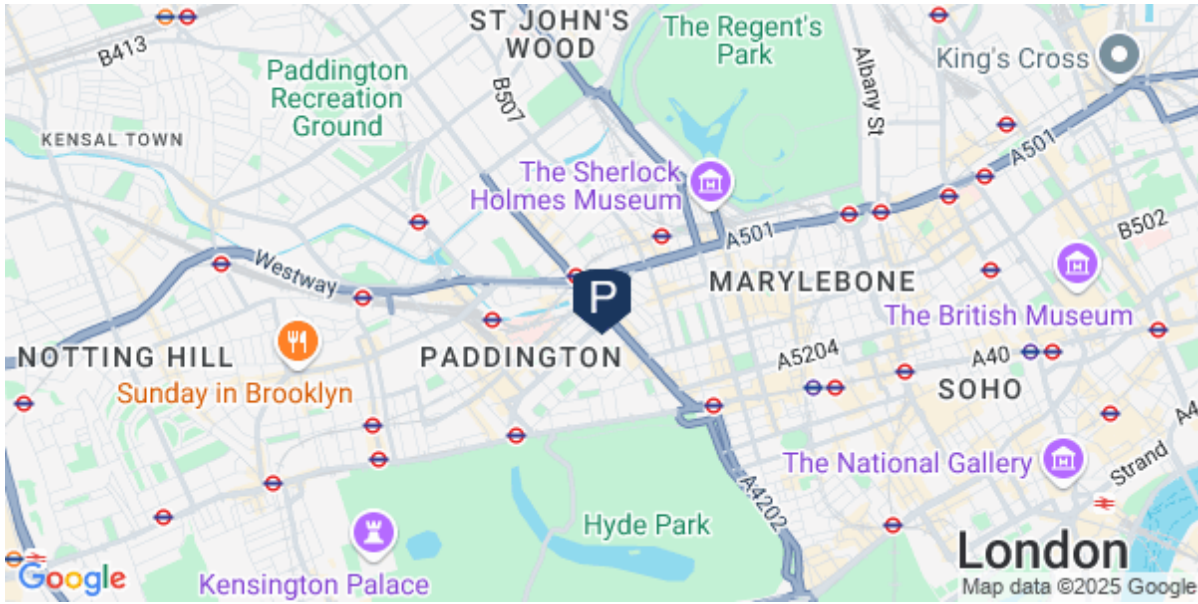 ST JOHN'S
WOOD
The Regent's
Park
B413
King's Cross
Paddington
Recreation
Ground
B507
Albany St
KENSAL TOWN
A501
The Sherlock
Holmes Museum
A501
B502
Westway
MARYLEBONE
P
The British Museum
NOTTING HILL
PADDINGTON
A5204
A40
Sunday in Brooklyn
SOHO
A4
The National Gallery
Strand
A4202
Hyde Park
London
Google
Kensington Palace
Map data ©2025 Google